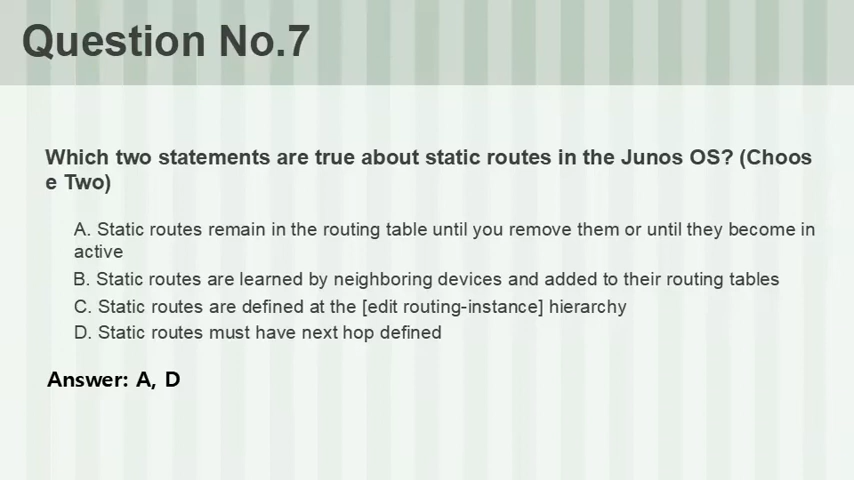 Question No.7
Which two statements are true about static routes in the Junos OS? (Choos
e Two)
A. Static routes remain in the routing table until you remove them or until they become in
active
B. Static routes are learned by neighboring devices and added to their routing tables
C. Static routes are defined at the [edit routing-instance] hierarchy
D. Static routes must have next hop defined
Answer: A, D